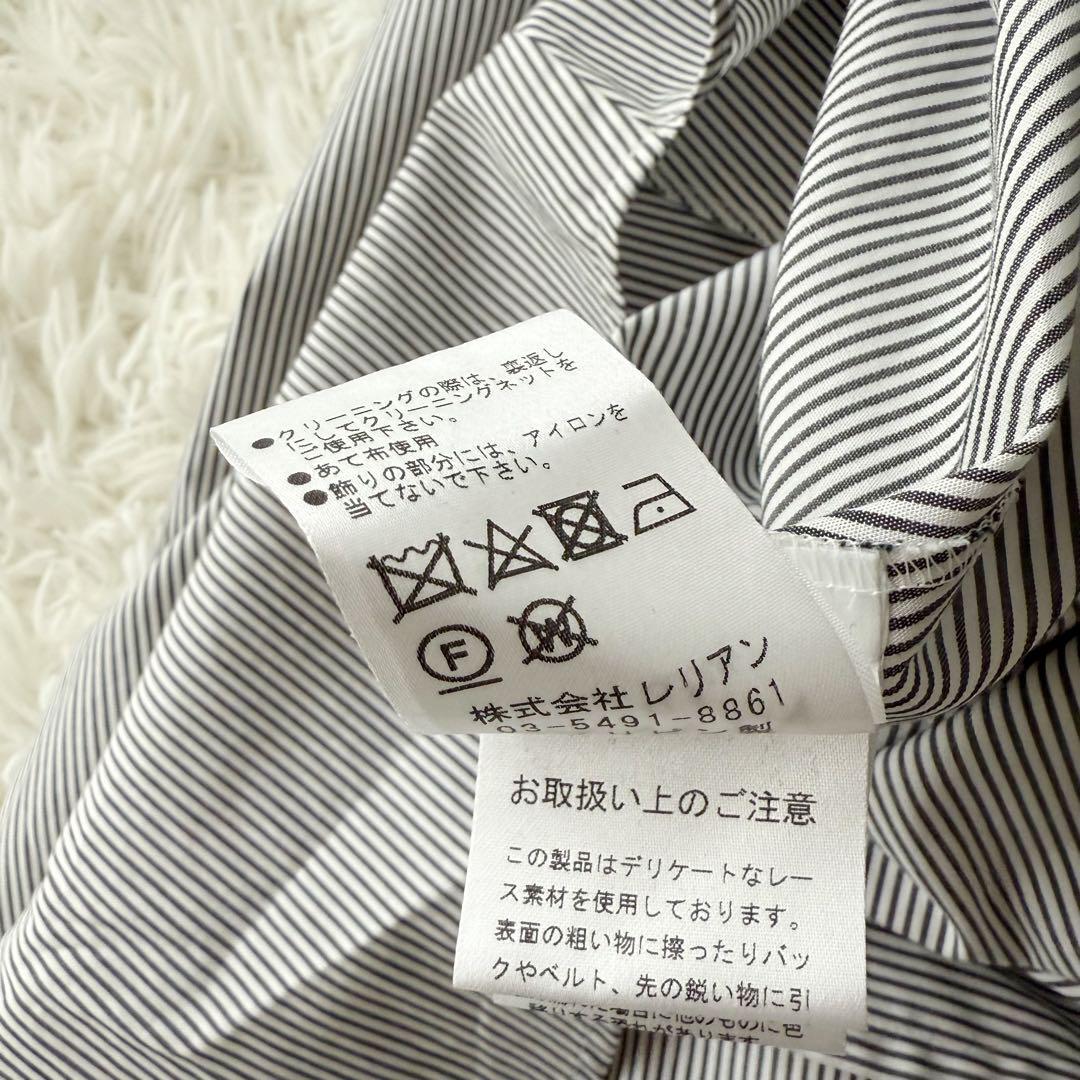 ●クリーニングの際は、裏返し
にしてクリーニングネットを
ご使用下さい。
●あて布使用
●飾りの部分には、アイロンを
当てないで下さい。
F
W
株式会社レリアン
03-5491-8861
お取扱い上のご注意
この製品はデリケートなレー
ス素材を使用しております。
表面の粗い物に擦ったりバッ
クやベルト、先の鋭い物に引